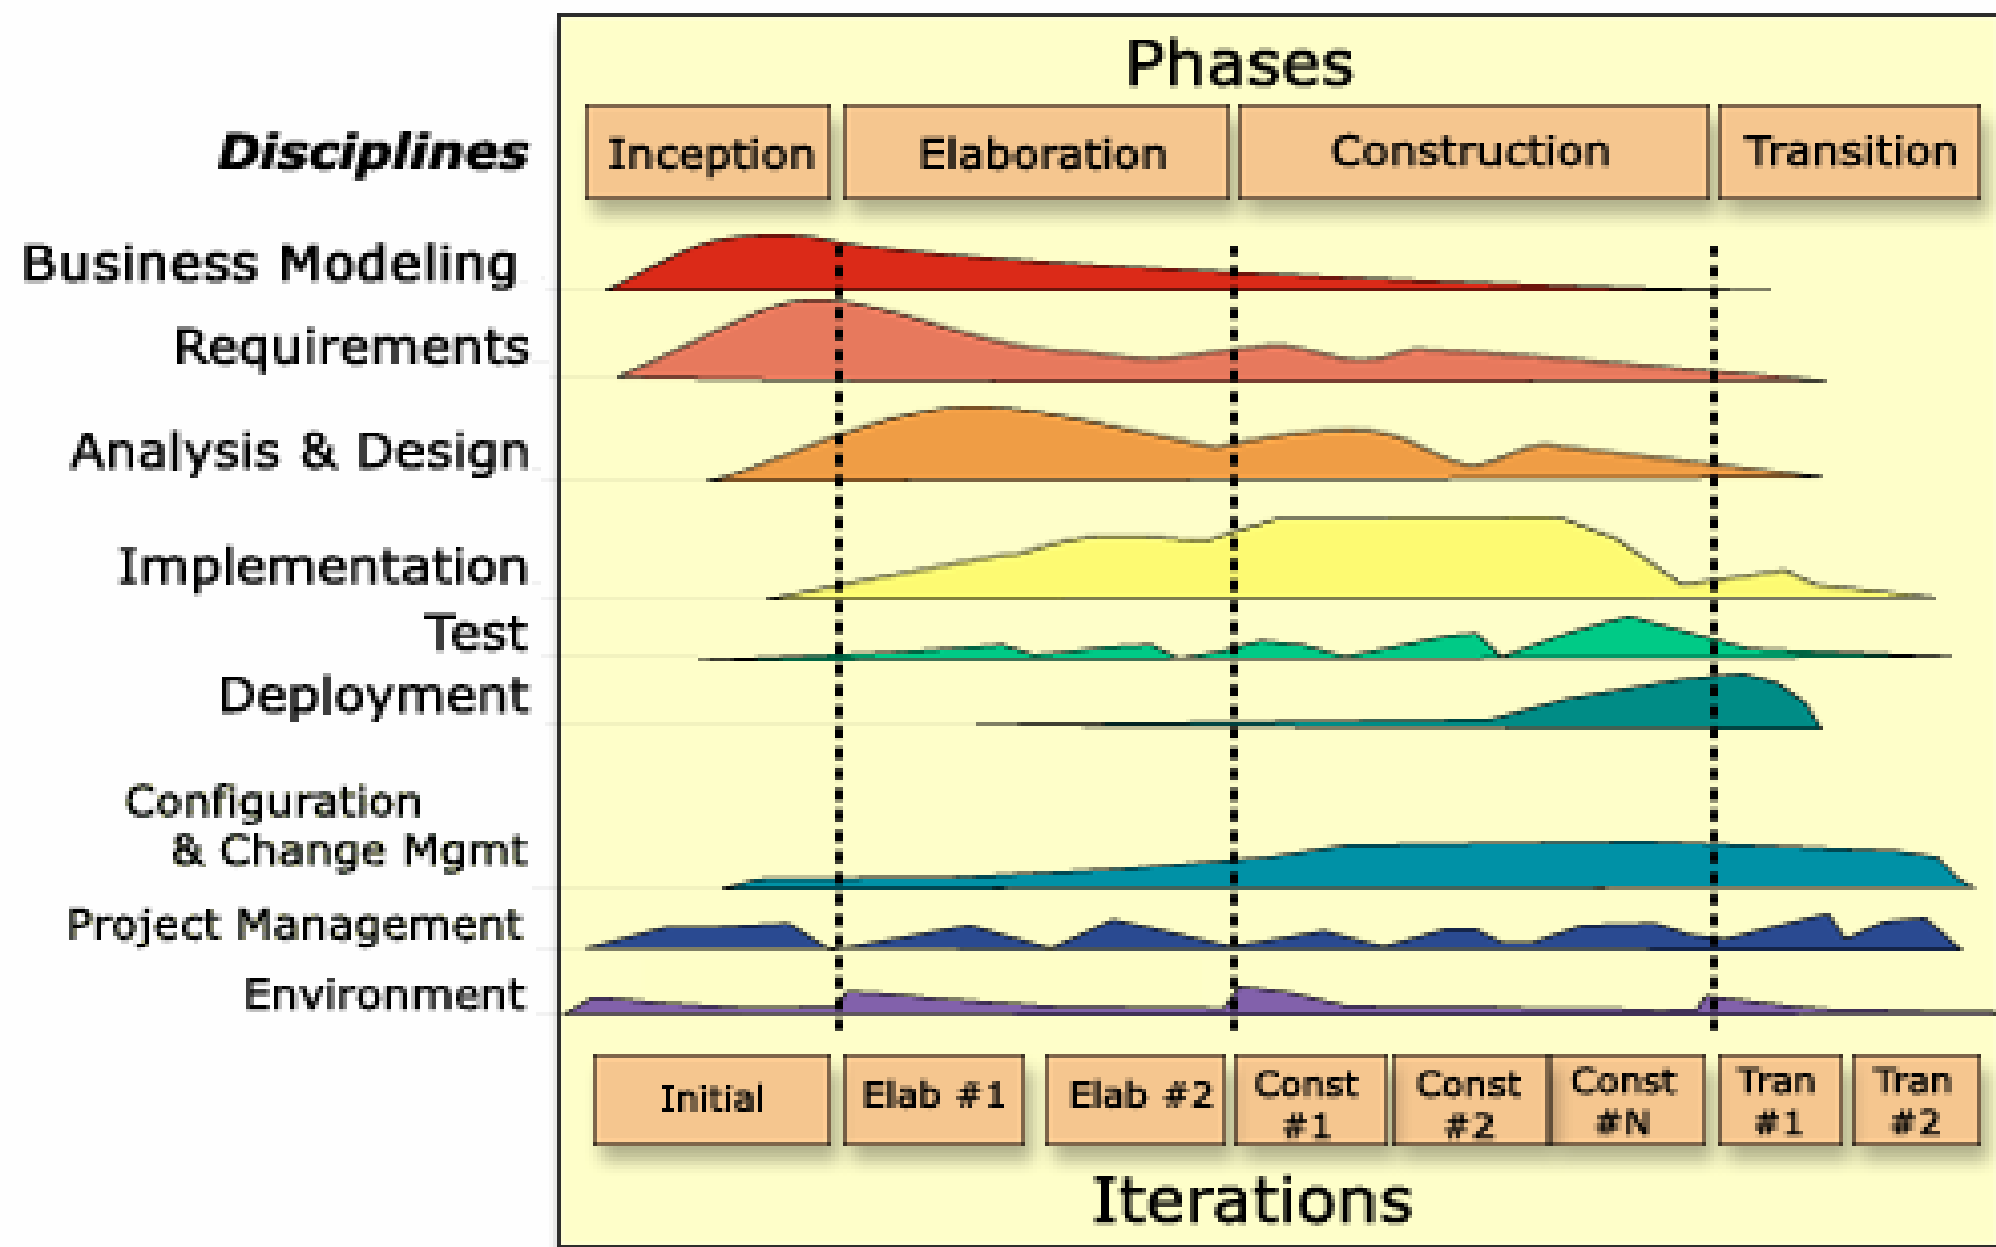 Phases
Disciplines
Inception
Elaboration
Construction
Transition
Business Modeling
Requirements
Analysis & Design
Implementation
Test
Deployment
Configuration
& Change Mgmt
Project Management
Environment
Initial
Elab #1
Elab #2
Const
#1
Const
#2
Const
#N
Tran
#1
Tran
#2
Iterations